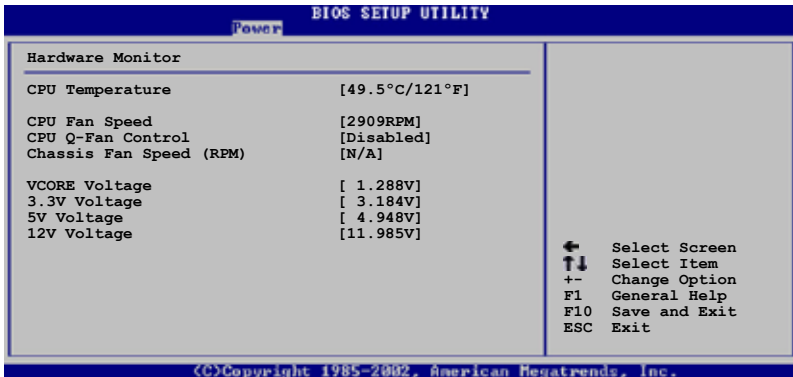 BIOS SETUP UTILITY
Power
Hardware Monitor
CPU Temperature [49.5°C/121°F]
CPU Fan Speed [2909RPM]
CPU Q-Fan Control [Disabled]
Chassis Fan Speed (RPM) [N/A]
VCORE Voltage [ 1.288V]
3.3V Voltage [ 3.184V]
5V Voltage [ 4.948V]
12V Voltage [11.985V]
← Select Screen
↑↓ Select Item
+- Change Option
F1 General Help
F10 Save and Exit
ESC Exit
(C)Copyright 1985-2002, American Megatrends, Inc.